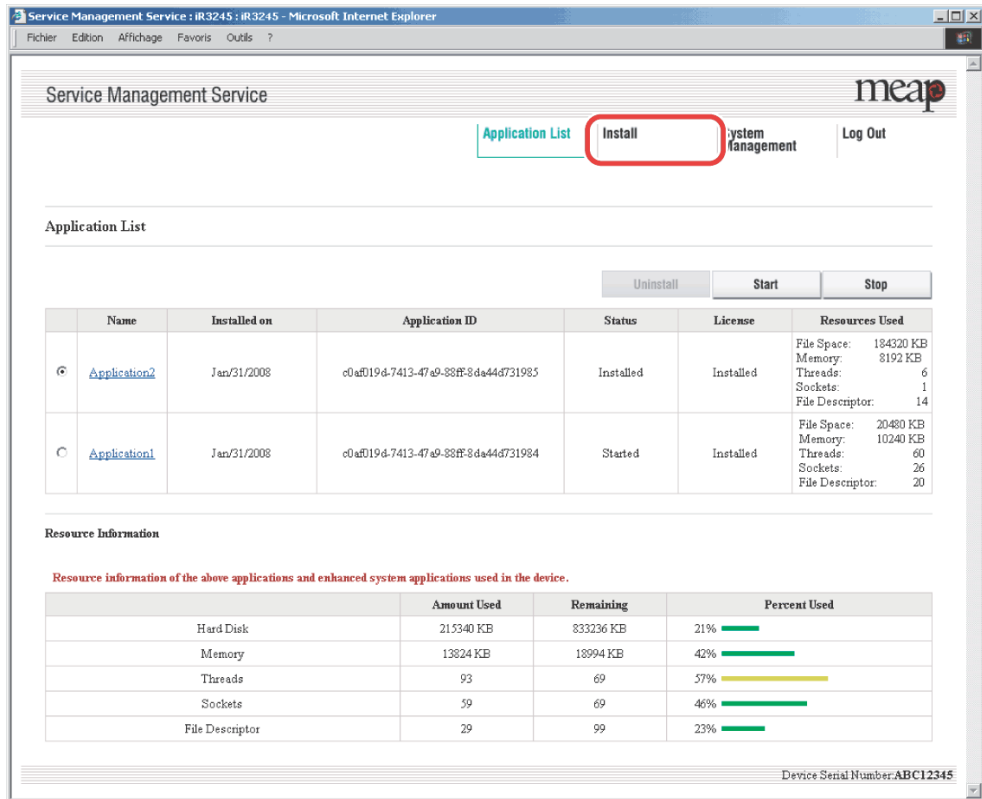 Service Management Service : iR3245 : iR3245 - Microsoft Internet Explorer
Fichier Edition Affichage Favoris Outils ?
Service Management Service
meap
Application List
Install
System Management
Log Out
Application List
Uninstall Start Stop
Name Installed on Application ID Status License Resources Used
Application2 Jan/31/2008 c0af019d-7413-47a9-88ff-8da44d731985 Installed Installed
File Space: 184320 KB
Memory: 8192 KB
Threads: 6
Sockets: 1
File Descriptor: 14
Application1 Jan/31/2008 c0af019d-7413-47a9-88ff-8da44d731984 Started Installed
File Space: 20480 KB
Memory: 10240 KB
Threads: 60
Sockets: 26
File Descriptor: 20
Resource Information
Resource information of the above applications and enhanced system applications used in the device.
Amount Used Remaining Percent Used
Hard Disk 215340 KB 833236 KB 21%
Memory 13824 KB 18994 KB 42%
Threads 93 69 57%
Sockets 59 69 46%
File Descriptor 29 99 23%
Device Serial Number:ABC12345